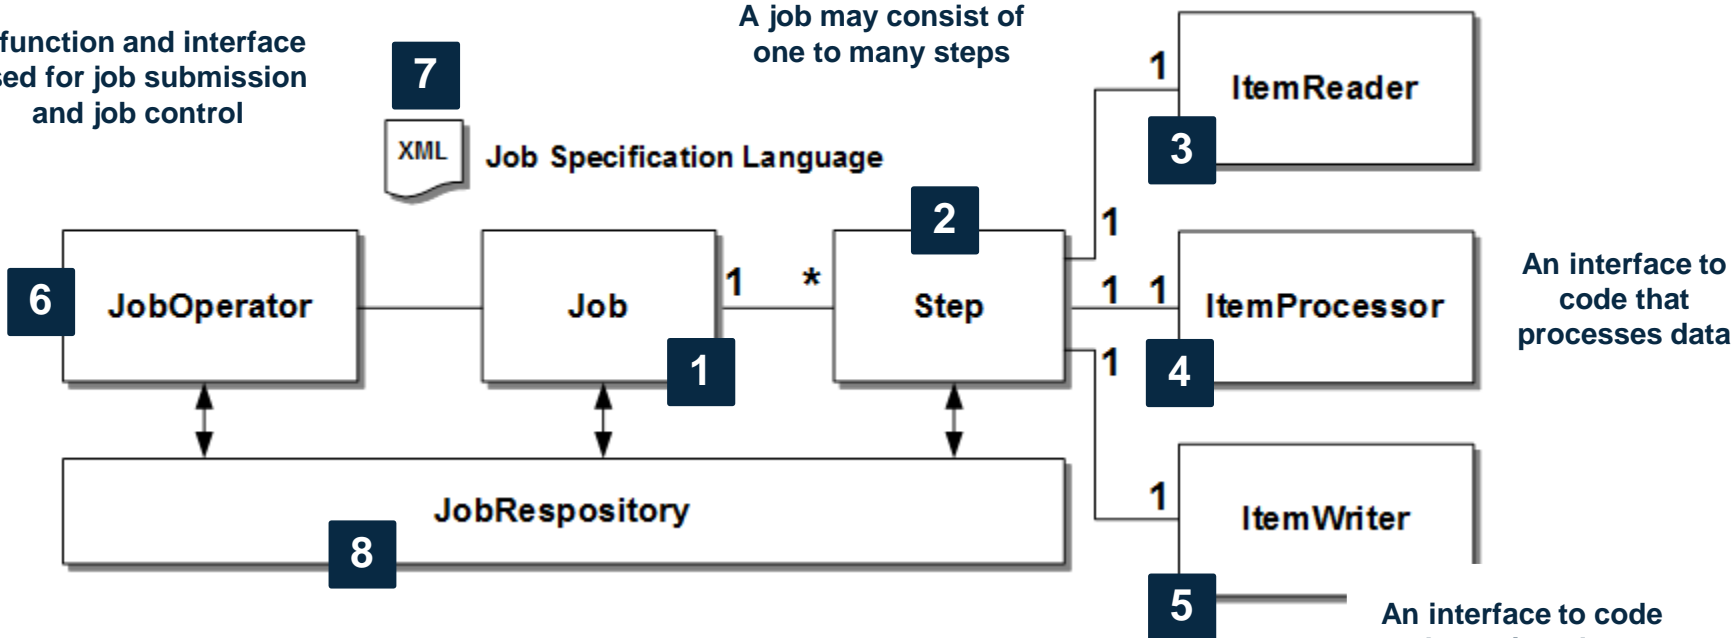 function and interface
sed for job submission
and job control
7
XML
Job Specification Language
A job may consist of
one to many steps
1
ItemReader
3
2
1
6
JobOperator
Job
1
*
Step
1
1
ItemProcessor
An interface to
code that
processes data
1
1
4
JobRespository
8
1
ItemWriter
5
An interface to code